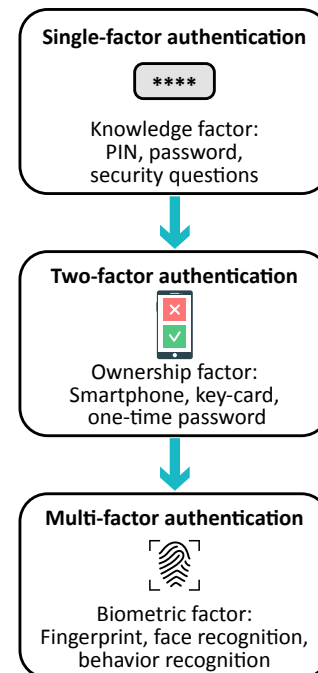 Single-factor authentication
****
Knowledge factor:
PIN, password,
security questions
Two-factor authentication
Ownership factor:
Smartphone, key-card,
one-time password
Multi-factor authentication
Biometric factor:
Fingerprint, face recognition,
behavior recognition